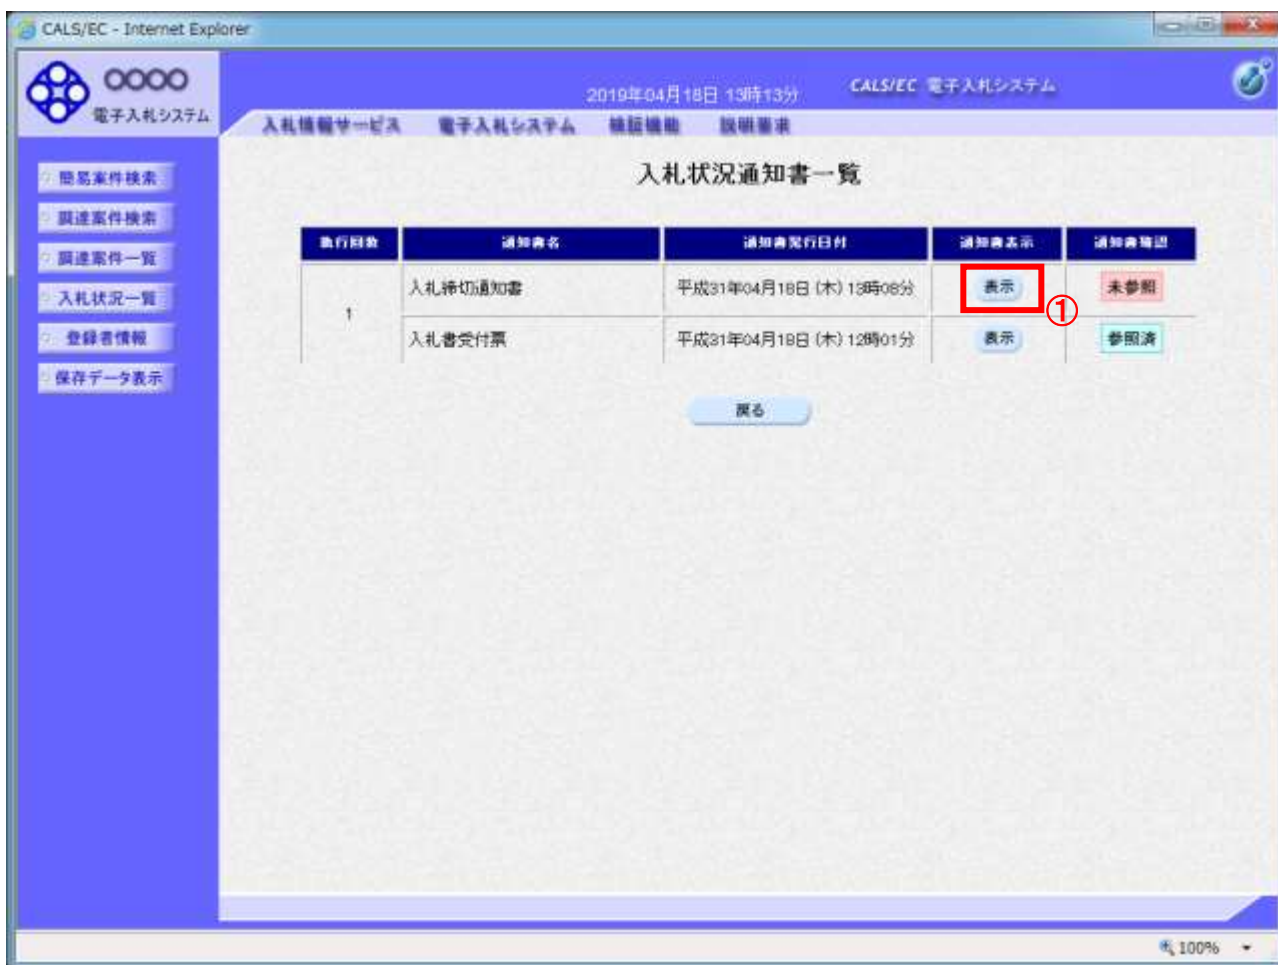 CALS/EC - Internet Explorer
○○○○
電子入札システム
2019年04月18日 13時13分
CALS/EC 電子入札システム
入札情報サービス 電子入札システム 検証機能 説明要求
簡易案件検索
調達案件検索
調達案件一覧
入札状況一覧
登録者情報
保存データ表示
入札状況通知書一覧
執行回数 通知書名 通知書発行日付 通知書表示 通知書確認
1
入札締切通知書 平成31年04月18日 (木) 13時08分 表示 未参照
①
入札書受付票 平成31年04月18日 (木) 12時01分 表示 参照済
戻る
100%